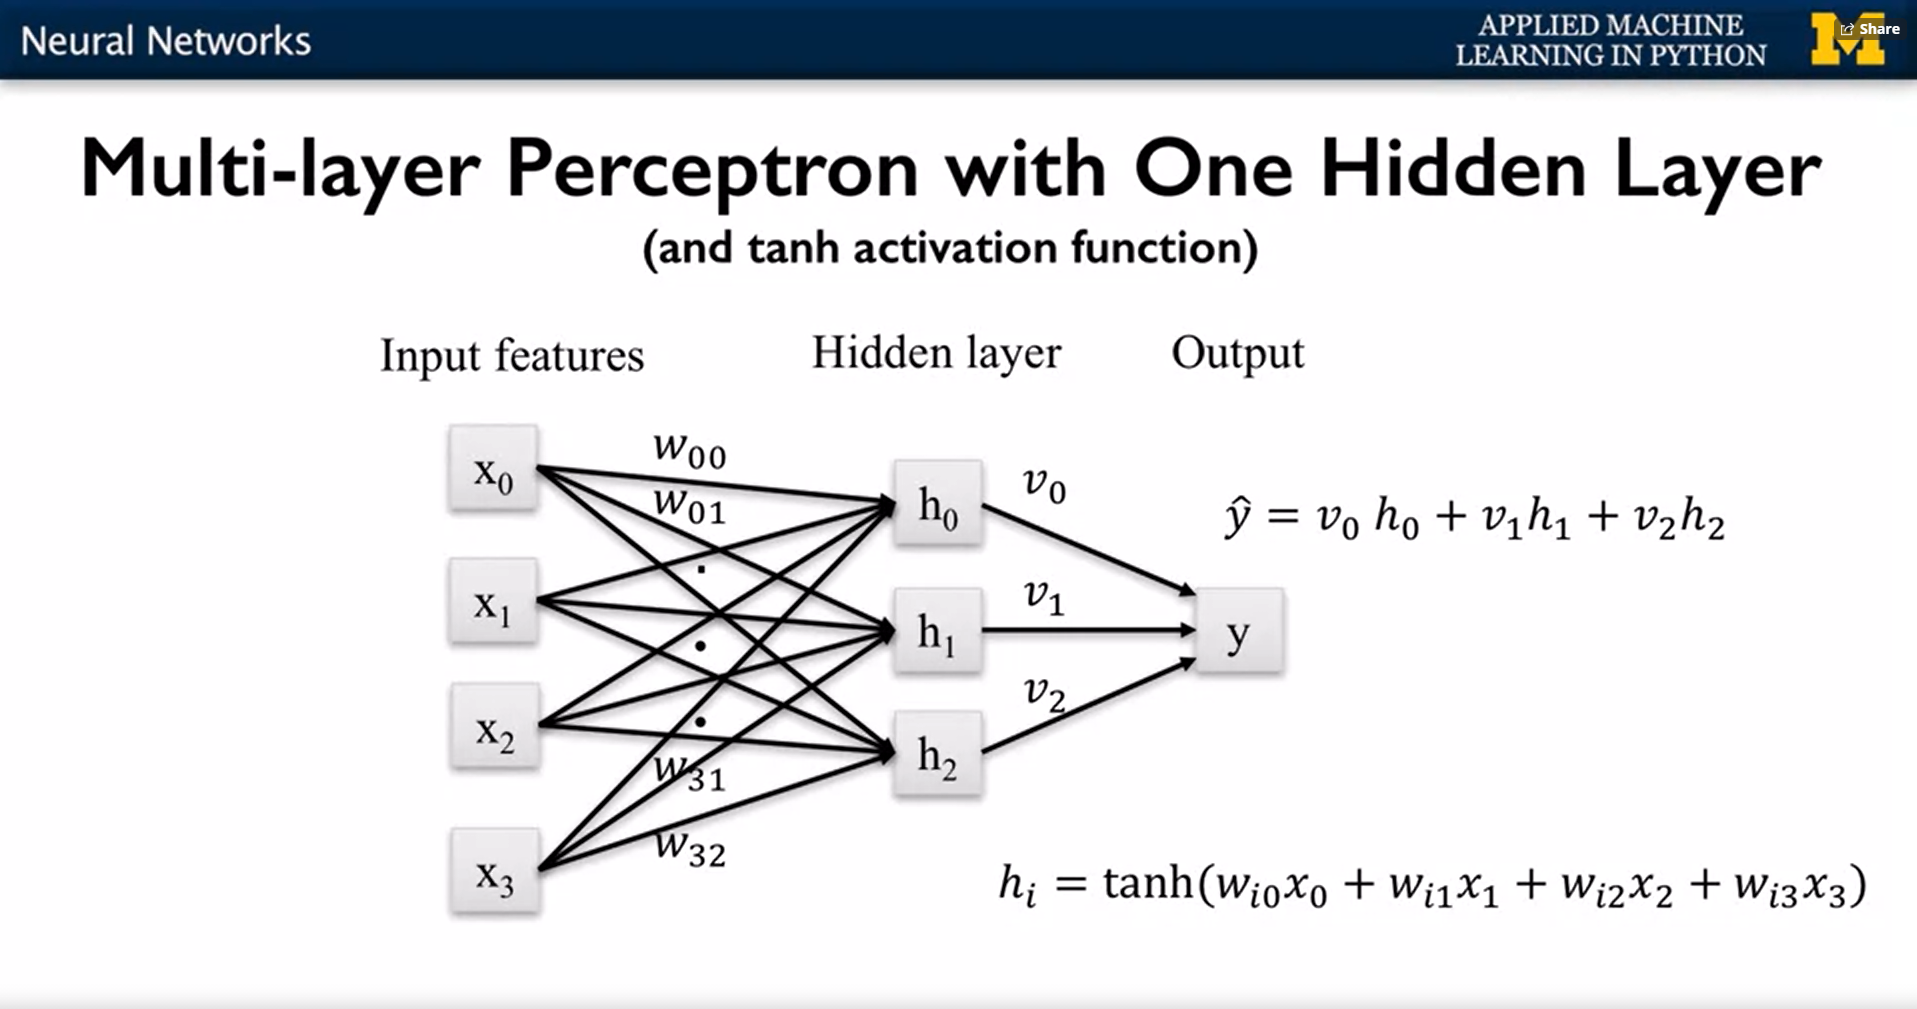 Neural Networks
APPLIED MACHINE
LEARNING IN PYTHON
M
Share
Multi-layer Perceptron with One Hidden Layer
(and tanh activation function)
Input features
Hidden layer
Output
x₀
x₁
x₂
x₃
w₀₀
w₀₁
.
.
.
w₃₁
w₃₂
h₀
h₁
h₂
v₀
v₁
v₂
y
ŷ = v₀ h₀ + v₁h₁ + v₂h₂
hᵢ = tanh(wᵢ₀x₀ + wᵢ₁x₁ + wᵢ₂x₂ + wᵢ₃x₃)